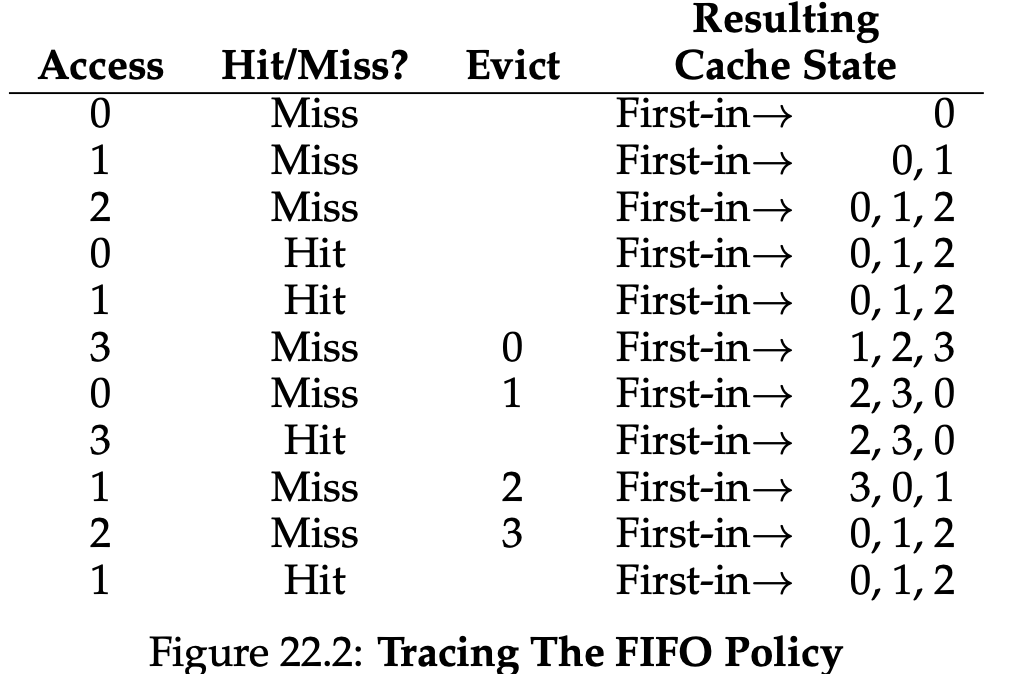 Resulting
Access Hit/Miss? Evict Cache State
0 Miss First-in→ 0
1 Miss First-in→ 0, 1
2 Miss First-in→ 0, 1, 2
0 Hit First-in→ 0, 1, 2
1 Hit First-in→ 0, 1, 2
3 Miss 0 First-in→ 1, 2, 3
0 Miss 1 First-in→ 2, 3, 0
3 Hit First-in→ 2, 3, 0
1 Miss 2 First-in→ 3, 0, 1
2 Miss 3 First-in→ 0, 1, 2
1 Hit First-in→ 0, 1, 2
Figure 22.2: Tracing The FIFO Policy